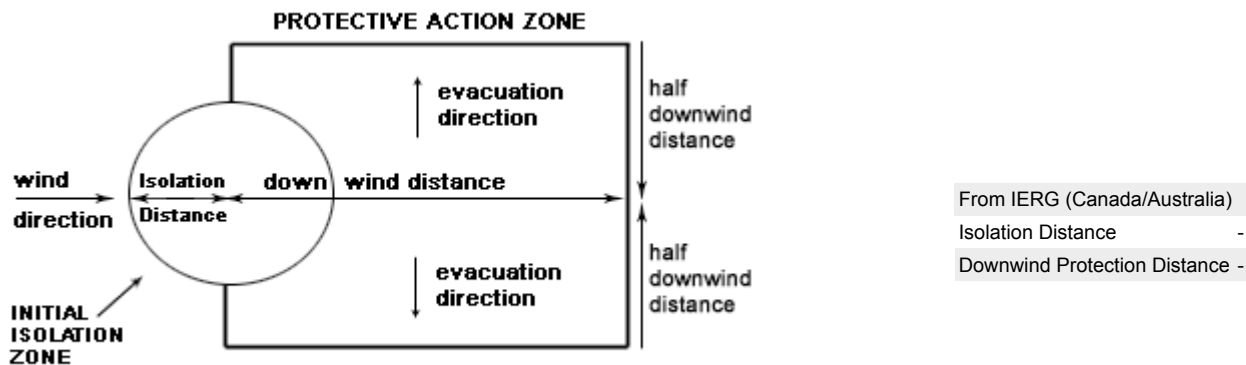 PROTECTIVE ACTION ZONE
evacuation
direction
half
downwind
distance
wind
direction
Isolation
Distance
down wind distance
evacuation
direction
half
downwind
distance
INITIAL
ISOLATION
ZONE
From IERG (Canada/Australia)
Isolation Distance -
Downwind Protection Distance -